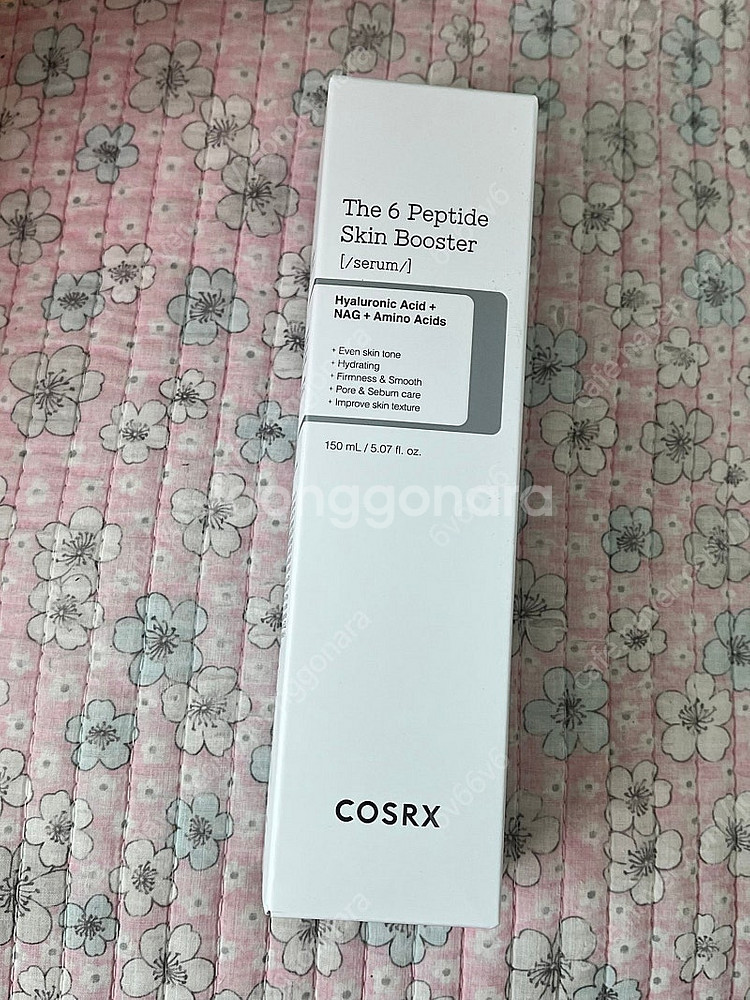 The 6 Peptide
Skin Booster
[/serum/]
Hyaluronic Acid +
NAG + Amino Acids
+ Even skin tone
+ Hydrating
+ Firmness & Smooth
+ Pore & Sebum care
+ Improve skin texture
150 mL / 5.07 fl. oz.
joonggonara
COSRX